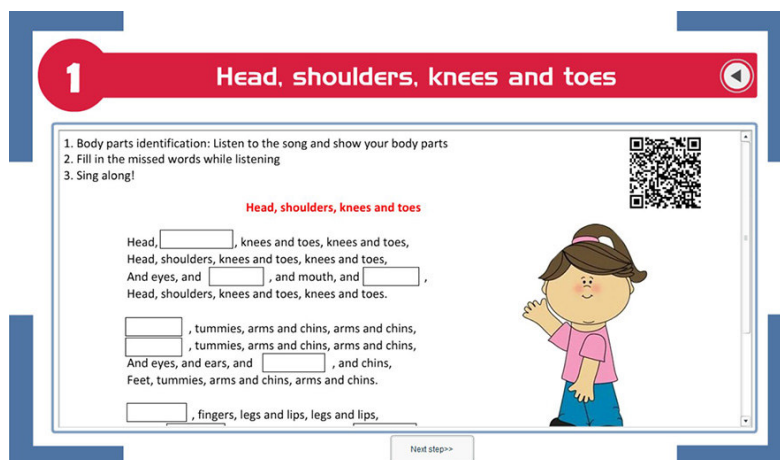 1
Head, shoulders, knees and toes
1. Body parts identification: Listen to the song and show your body parts
2. Fill in the missed words while listening
3. Sing along!
Head, shoulders, knees and toes
Head, , knees and toes, knees and toes,
Head, shoulders, knees and toes, knees and toes,
And eyes, and , and mouth, and ,
Head, shoulders, knees and toes, knees and toes.
, tummies, arms and chins, arms and chins,
, tummies, arms and chins, arms and chins,
And eyes, and ears, and , and chins,
Feet, tummies, arms and chins, arms and chins.
, fingers, legs and lips, legs and lips,
Next step>>